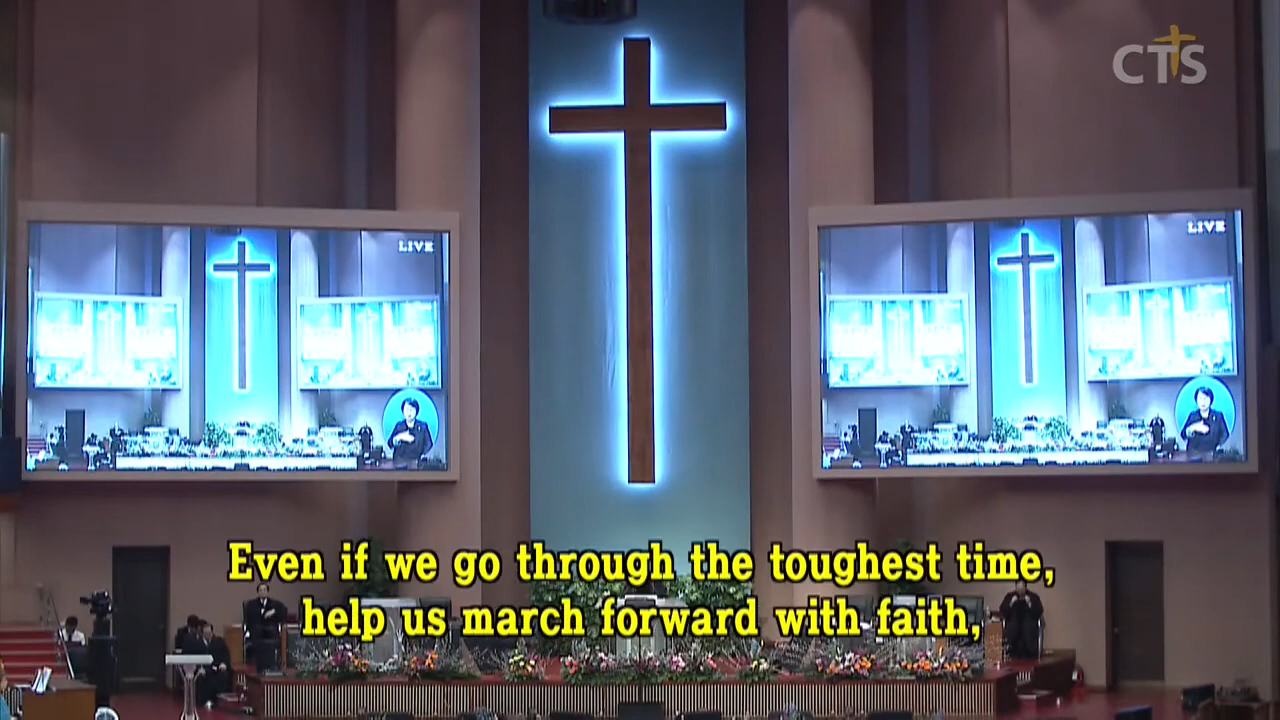 CTS
LIVE
LIVE
Even if we go through the toughest time,
help us march forward with faith,